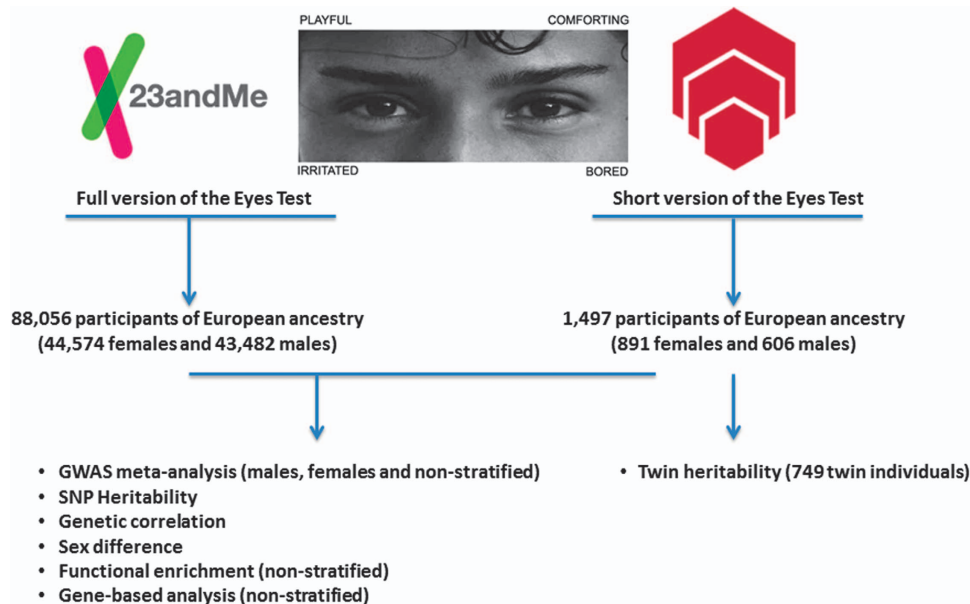 PLAYFUL
COMFORTING
23andMe
IRRITATED
BORED
Full version of the Eyes Test
Short version of the Eyes Test
88,056 participants of European ancestry
(44,574 females and 43,482 males)
1,497 participants of European ancestry
(891 females and 606 males)
• GWAS meta-analysis (males, females and non-stratified)
• SNP Heritability
• Genetic correlation
• Sex difference
• Functional enrichment (non-stratified)
• Gene-based analysis (non-stratified)
• Twin heritability (749 twin individuals)